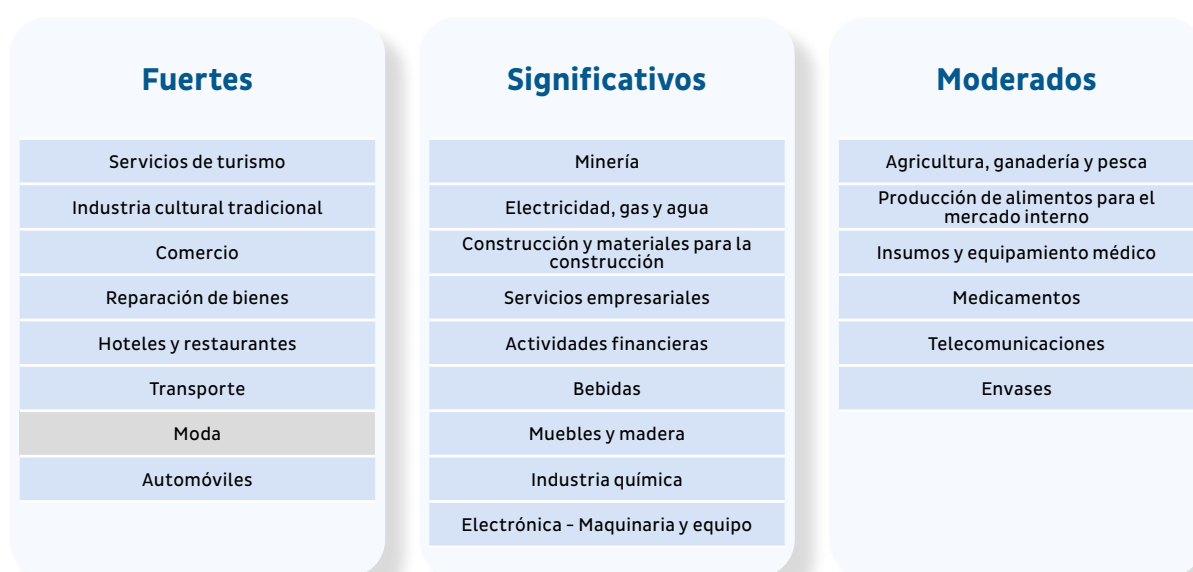 Fuertes
Servicios de turismo
Industria cultural tradicional
Comercio
Reparación de bienes
Hoteles y restaurantes
Transporte
Moda
Automóviles
Significativos
Minería
Electricidad, gas y agua
Construcción y materiales para la
construcción
Servicios empresariales
Actividades financieras
Bebidas
Muebles y madera
Industria química
Electrónica - Maquinaria y equipo
Moderados
Agricultura, ganadería y pesca
Producción de alimentos para el
mercado interno
Insumos y equipamiento médico
Medicamentos
Telecomunicaciones
Envases